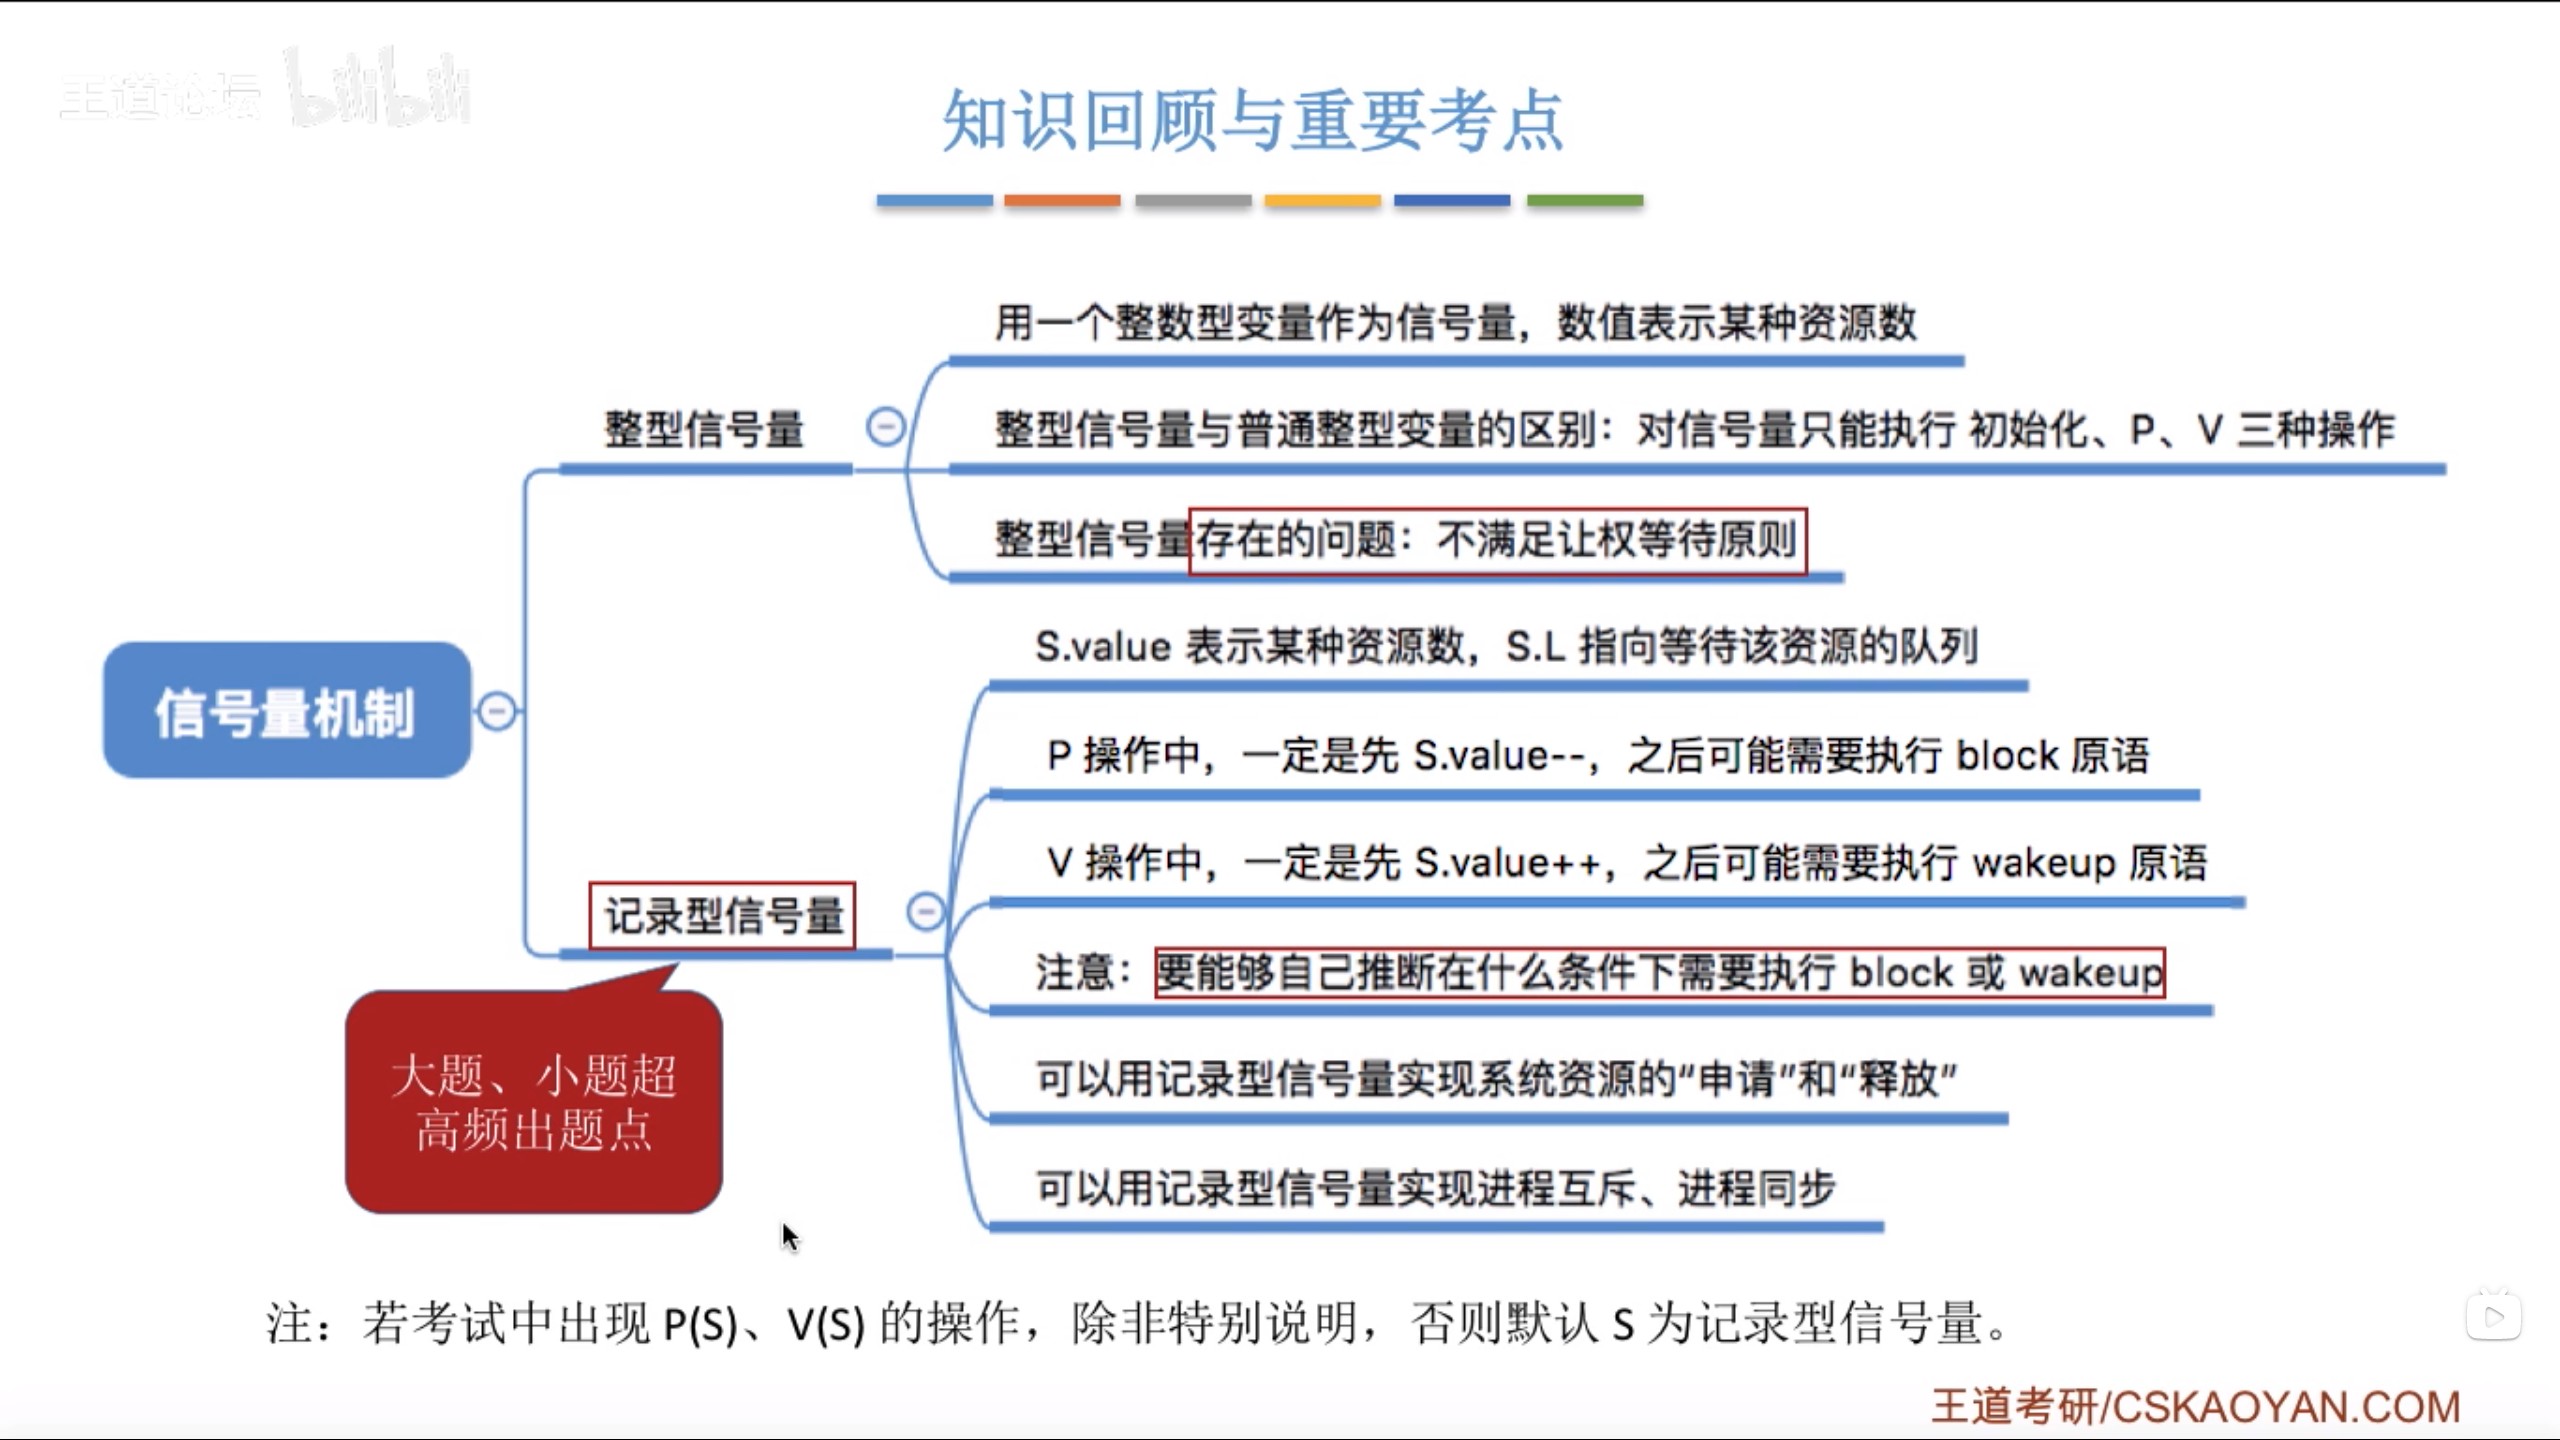 王道论坛 bilibili
知识回顾与重要考点
用一个整数型变量作为信号量，数值表示某种资源数
整型信号量
整型信号量与普通整型变量的区别：对信号量只能执行 初始化、P、V 三种操作
整型信号量存在的问题：不满足让权等待原则
信号量机制
S.value 表示某种资源数，S.L 指向等待该资源的队列
P 操作中，一定是先 S.value--，之后可能需要执行 block 原语
V 操作中，一定是先 S.value++，之后可能需要执行 wakeup 原语
记录型信号量
注意：要能够自己推断在什么条件下需要执行 block 或 wakeup
可以用记录型信号量实现系统资源的“申请”和“释放”
可以用记录型信号量实现进程互斥、进程同步
大题、小题超
高频出题点
注：若考试中出现 P(S)、V(S) 的操作，除非特别说明，否则默认 S 为记录型信号量。
王道考研/CSKAOYAN.COM